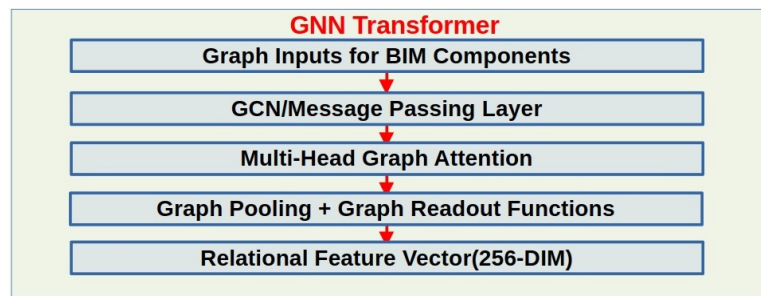 GNN Transformer
Graph Inputs for BIM Components
GCN/Message Passing Layer
Multi-Head Graph Attention
Graph Pooling + Graph Readout Functions
Relational Feature Vector(256-DIM)